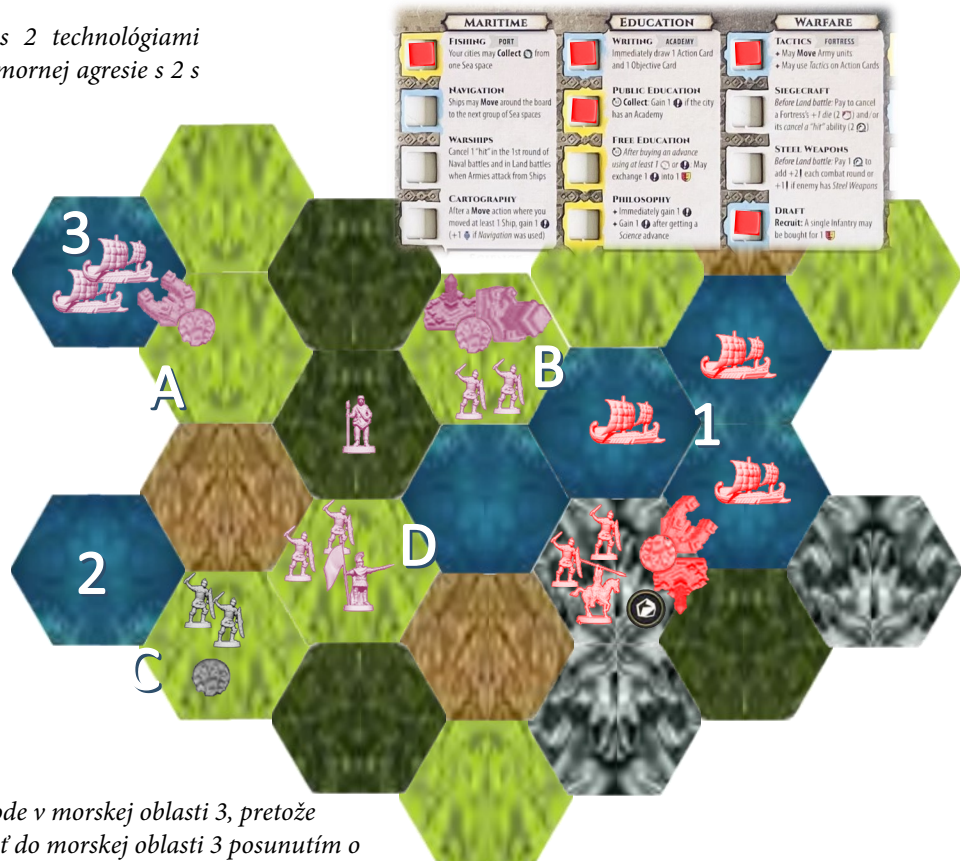 s 2 technológiami
mornej agresie s 2 s
MARITIME
FISHING PORT
Your cities may Collect from
one Sea space
NAVIGATION
Ships may Move around the board
to the next group of Sea spaces
WARSHIPS
Cancel 1 "hit" in the 1st round of
Naval battles and in Land battles
when Armies attack from Ships
CARTOGRAPHY
After a Move action where you
moved at least 1 Ship, gain 1
(+1 if Navigation was used)
EDUCATION
WRITING ACADEMY
Immediately draw 1 Action Card
and 1 Objective Card
PUBLIC EDUCATION
Collect: Gain 1 if the city
has an Academy
FREE EDUCATION
After buying an advance
using at least 1 or : May
exchange 1 into 1
PHILOSOPHY
Immediately gain 1
Gain 1 after getting a
Science advance
WARFARE
TACTICS FORTRESS
May Move Army units
May use Tactics on Action Cards
SIEGECRAFT
Before Land battle: Pay to cancel
a Fortress's +1 die (2 ) and/or
its cancel a "hit" ability (2 )
STEEL WEAPONS
Before Land battle: Pay 1 to
add +2 each combat round or
+1 if enemy has Steel Weapons
DRAFT
Recruit: A single Infantry may
be bought for 1
3
A
B
1
D
2
C
ode v morskej oblasti 3, pretože
ť do morskej oblasti 3 posunutím o